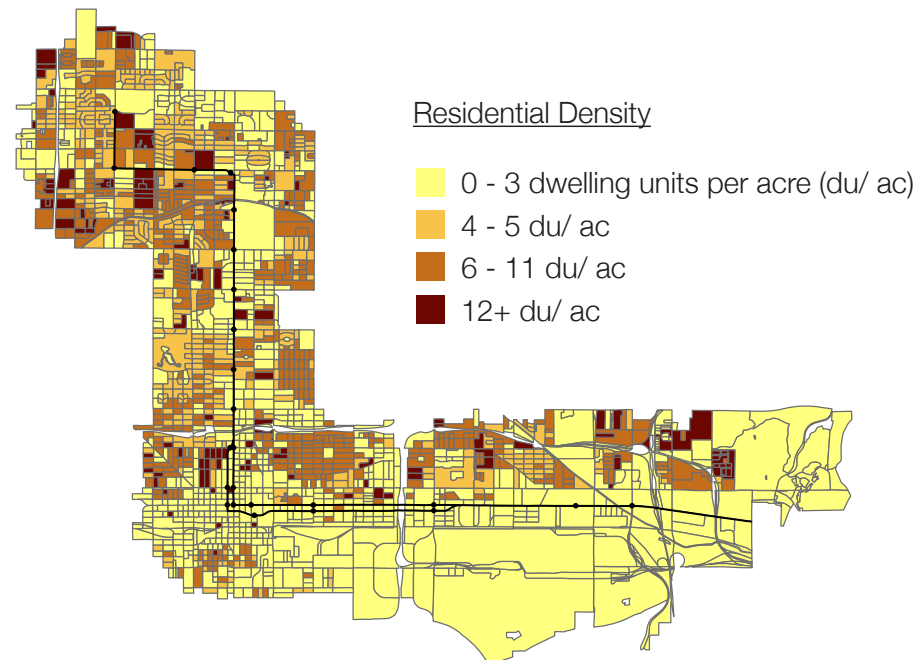 Residential Density
0 - 3 dwelling units per acre (du/ ac)
4 - 5 du/ ac
6 - 11 du/ ac
12+ du/ ac